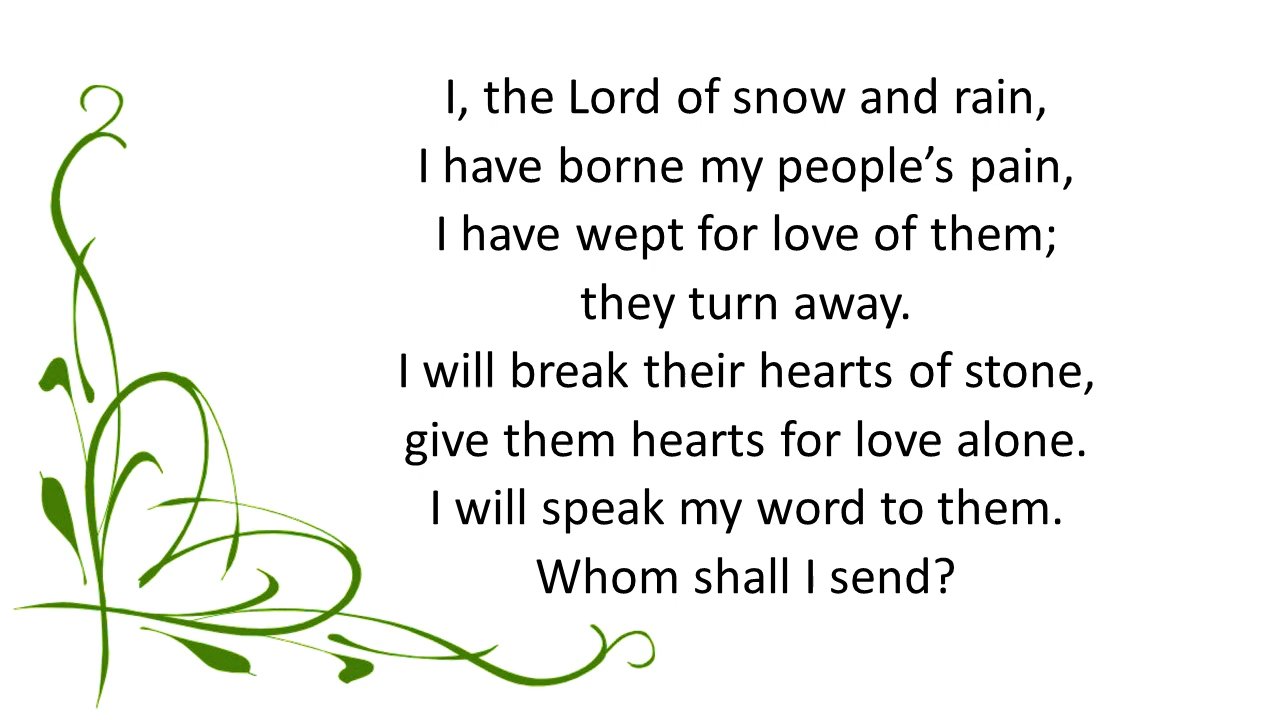 I, the Lord of snow and rain,
I have borne my people’s pain,
I have wept for love of them;
they turn away.
I will break their hearts of stone,
give them hearts for love alone.
I will speak my word to them.
Whom shall I send?